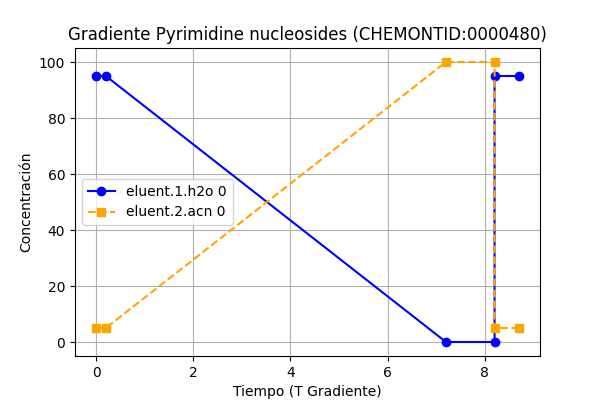 Gradiente Pyrimidine nucleosides (CHEMONTID:0000480)
Concentración
100
80
60
40
20
0
eluent.1.h2o 0
eluent.2.acn 0
0 2 4 6 8
Tiempo (T Gradiente)